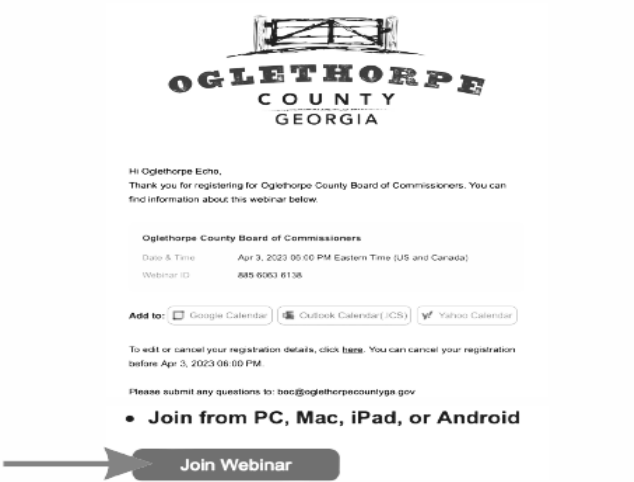 OGLETHORPE
COUNTY
GEORGIA
Hi Oglethorpe Echo,
Thank you for registering for Oglethorpe County Board of Commissioners. You can
find information about this webinar below.
Oglethorpe County Board of Commissioners
Date & Time Apr 3, 2023 06:00 PM Eastern Time (US and Canada)
Webinar ID 885 6063 8138
Add to: Google Calendar Outlook Calendar(.ICS) Yahoo Calendar
To edit or cancel your registration details, click here. You can cancel your registration
before Apr 3, 2023 06:00 PM.
Please submit any questions to: boc@oglethorpecountyga.gov
• Join from PC, Mac, iPad, or Android
Join Webinar